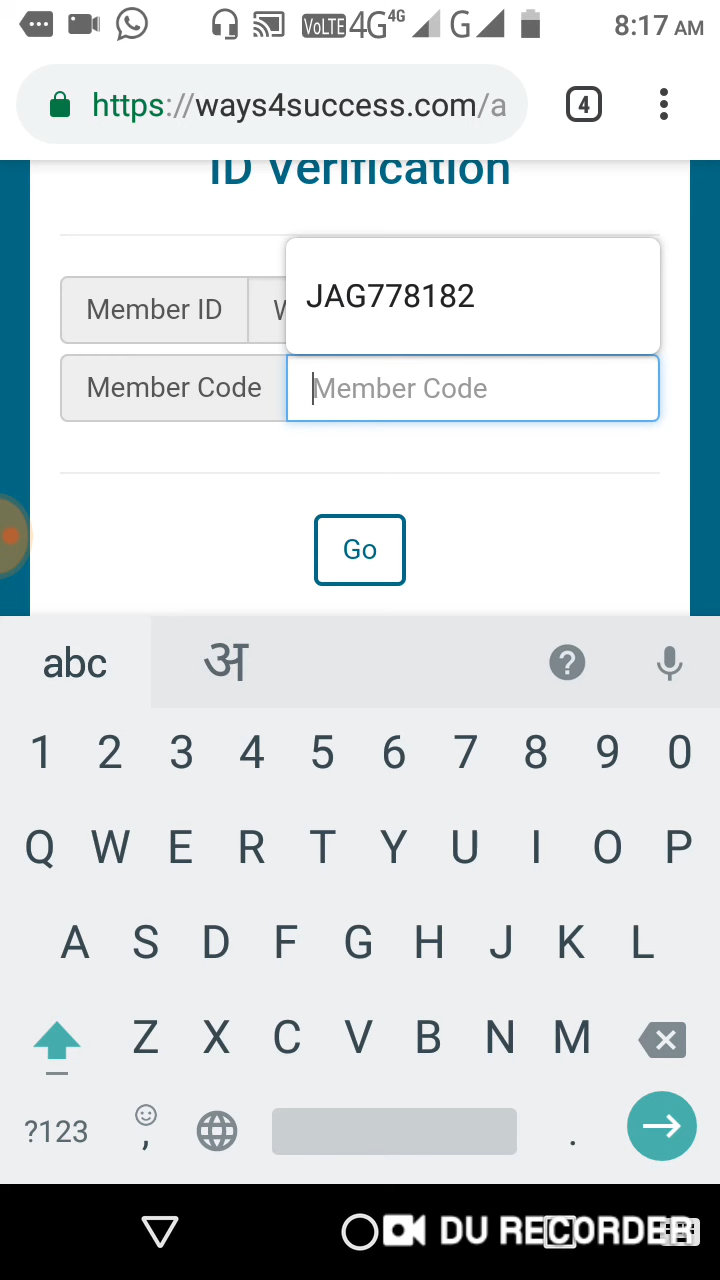 VoLTE 4G 4G G 8:17 AM
https://ways4success.com/a 4
ID Verification
JAG778182
Member ID
Member Code Member Code
Go
abc अ ?
1 2 3 4 5 6 7 8 9 0
Q W E R T Y U I O P
A S D F G H J K L
Z X C V B N M
?123 , .
DU RECORDER